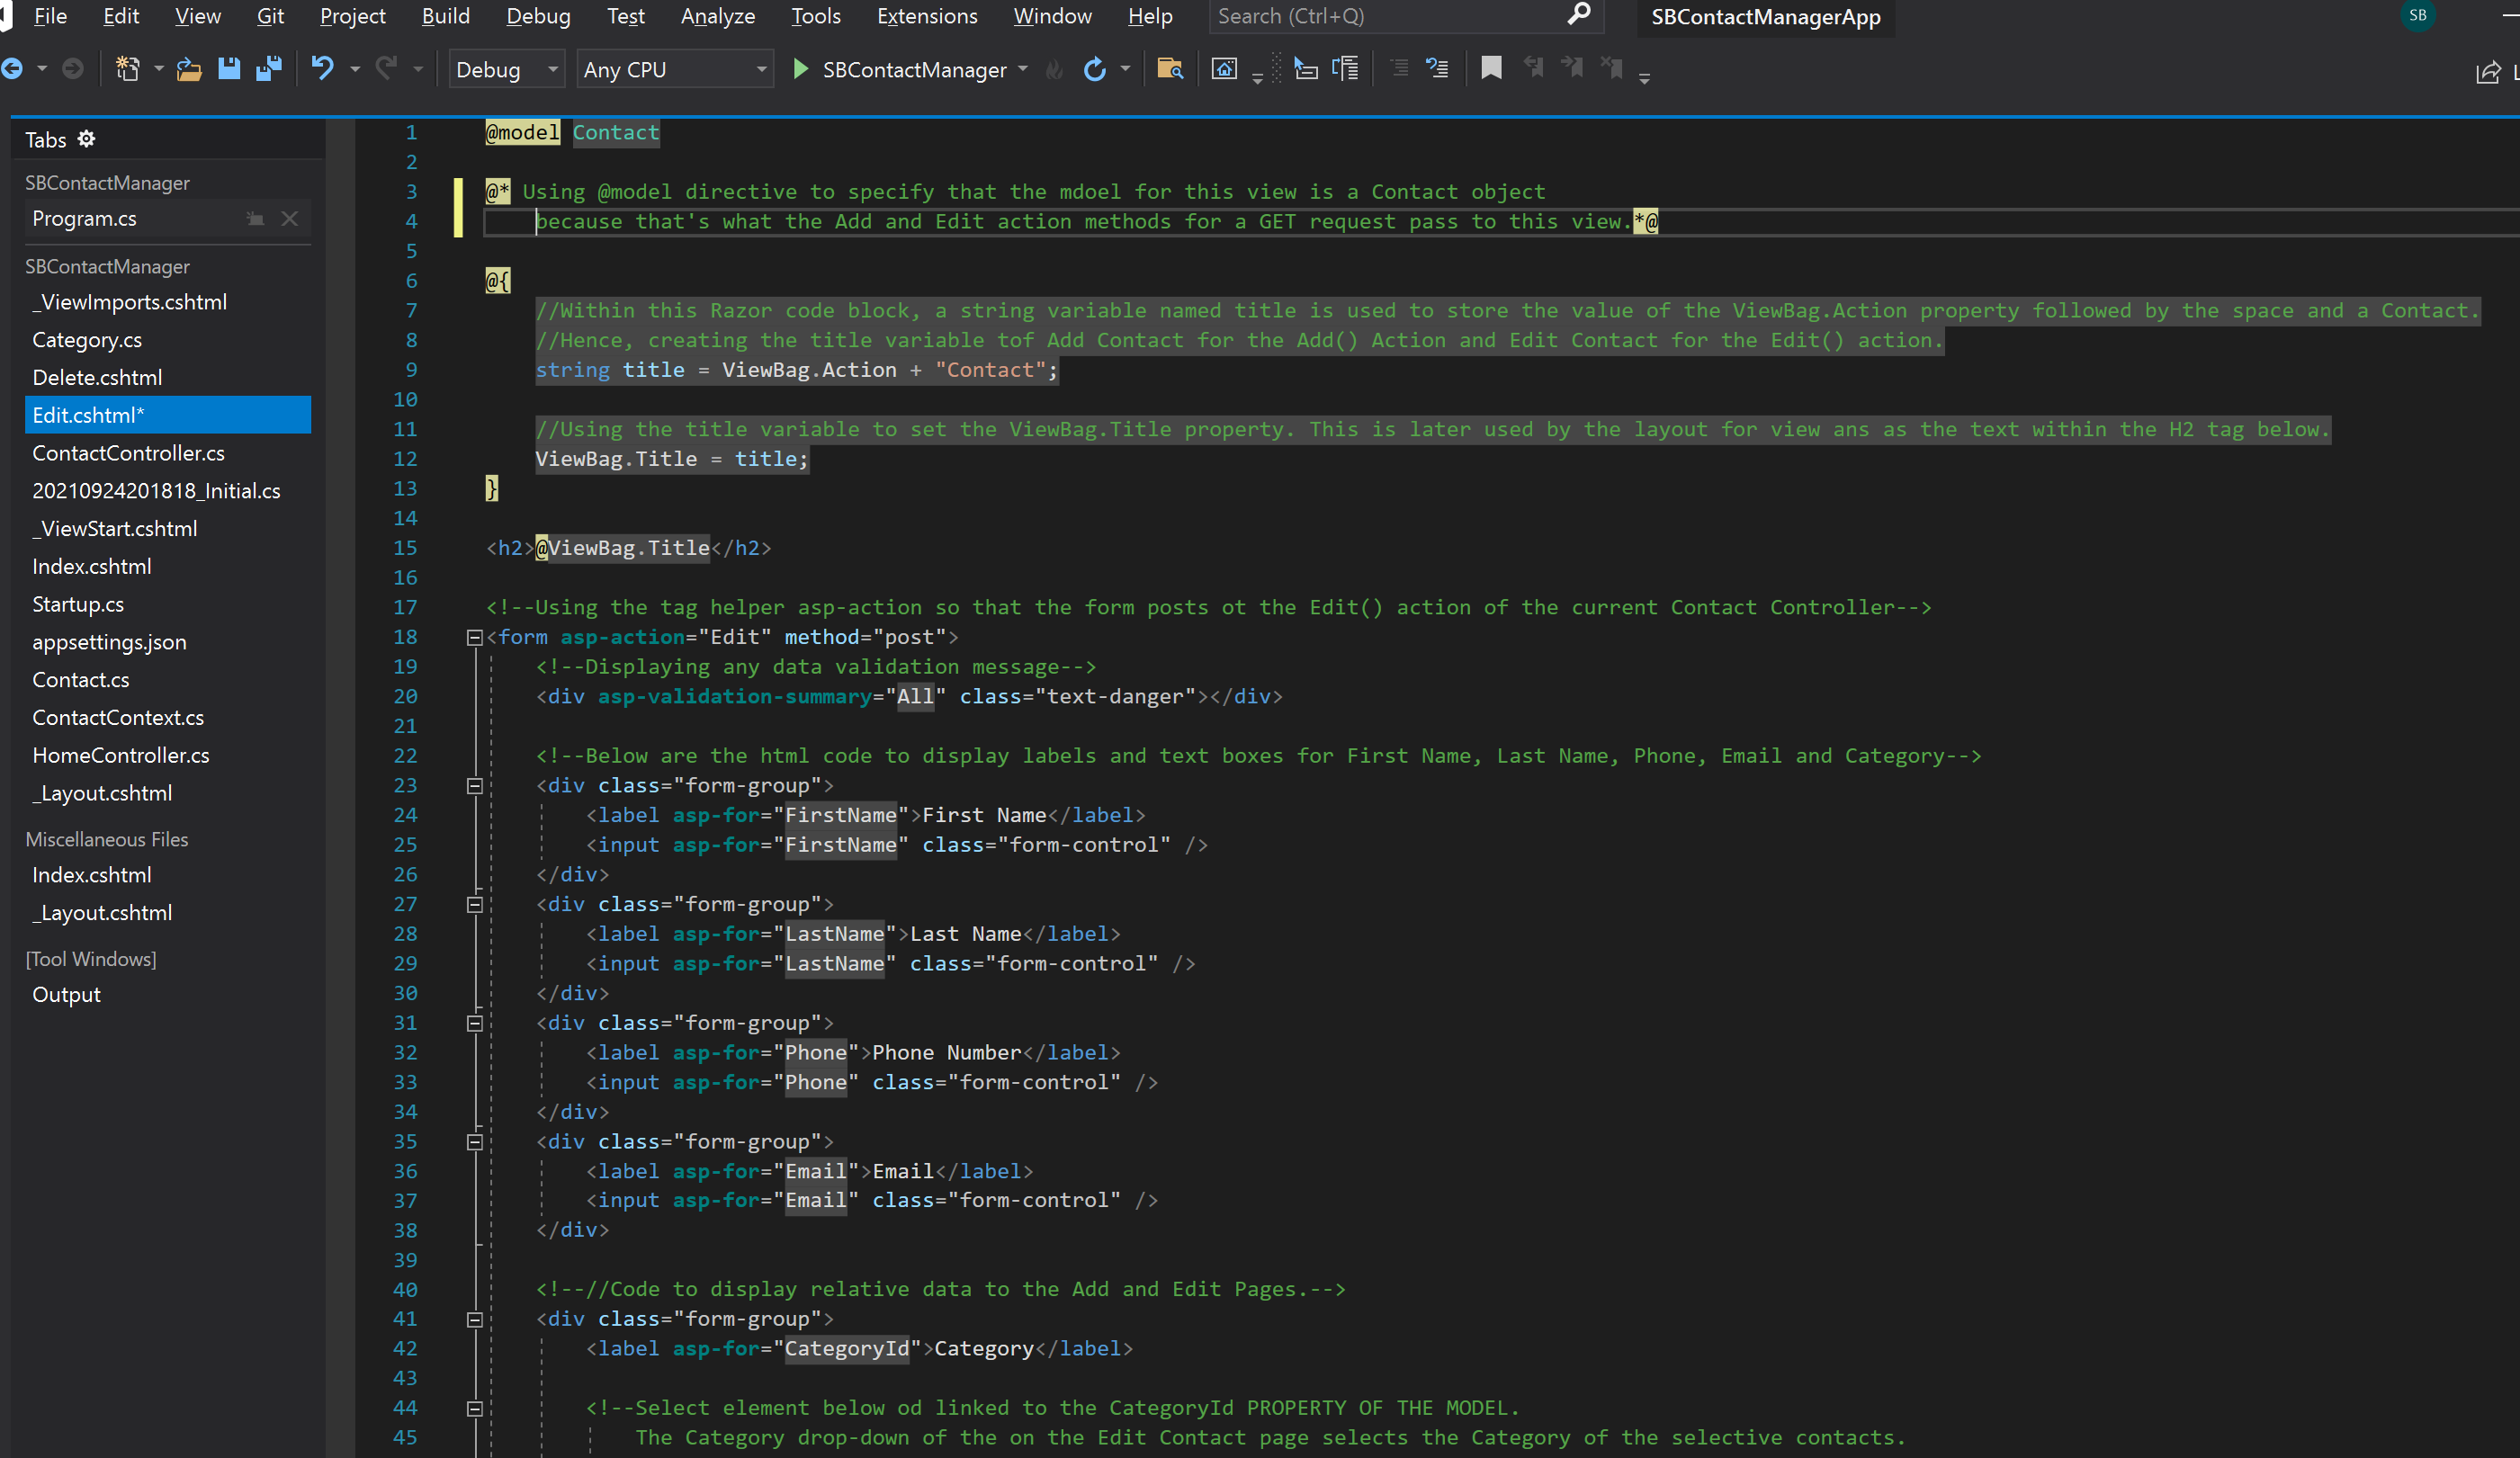 File Edit View Git Project Build Debug Test Analyze Tools Extensions Window Help Search (Ctrl+Q) SBContactManagerApp SB
Debug Any CPU SBContactManager
Tabs
SBContactManager
Program.cs
SBContactManager
_ViewImports.cshtml
Category.cs
Delete.cshtml
Edit.cshtml*
ContactController.cs
20210924201818_Initial.cs
_ViewStart.cshtml
Index.cshtml
Startup.cs
appsettings.json
Contact.cs
ContactContext.cs
HomeController.cs
_Layout.cshtml
Miscellaneous Files
Index.cshtml
_Layout.cshtml
[Tool Windows]
Output
1 @model Contact
2
3 @* Using @model directive to specify that the mdoel for this view is a Contact object
4 because that's what the Add and Edit action methods for a GET request pass to this view.*@
5
6 @{
7 //Within this Razor code block, a string variable named title is used to store the value of the ViewBag.Action property followed by the space and a Contact.
8 //Hence, creating the title variable tof Add Contact for the Add() Action and Edit Contact for the Edit() action.
9 string title = ViewBag.Action + "Contact";
10
11 //Using the title variable to set the ViewBag.Title property. This is later used by the layout for view ans as the text within the H2 tag below.
12 ViewBag.Title = title;
13 }
14
15 <h2>@ViewBag.Title</h2>
16
17 <!--Using the tag helper asp-action so that the form posts ot the Edit() action of the current Contact Controller-->
18 <form asp-action="Edit" method="post">
19 <!--Displaying any data validation message-->
20 <div asp-validation-summary="All" class="text-danger"></div>
21
22 <!--Below are the html code to display labels and text boxes for First Name, Last Name, Phone, Email and Category-->
23 <div class="form-group">
24 <label asp-for="FirstName">First Name</label>
25 <input asp-for="FirstName" class="form-control" />
26 </div>
27 <div class="form-group">
28 <label asp-for="LastName">Last Name</label>
29 <input asp-for="LastName" class="form-control" />
30 </div>
31 <div class="form-group">
32 <label asp-for="Phone">Phone Number</label>
33 <input asp-for="Phone" class="form-control" />
34 </div>
35 <div class="form-group">
36 <label asp-for="Email">Email</label>
37 <input asp-for="Email" class="form-control" />
38 </div>
39
40 <!--//Code to display relative data to the Add and Edit Pages.-->
41 <div class="form-group">
42 <label asp-for="CategoryId">Category</label>
43
44 <!--Select element below od linked to the CategoryId PROPERTY OF THE MODEL.
45 The Category drop-down of the on the Edit Contact page selects the Category of the selective contacts.